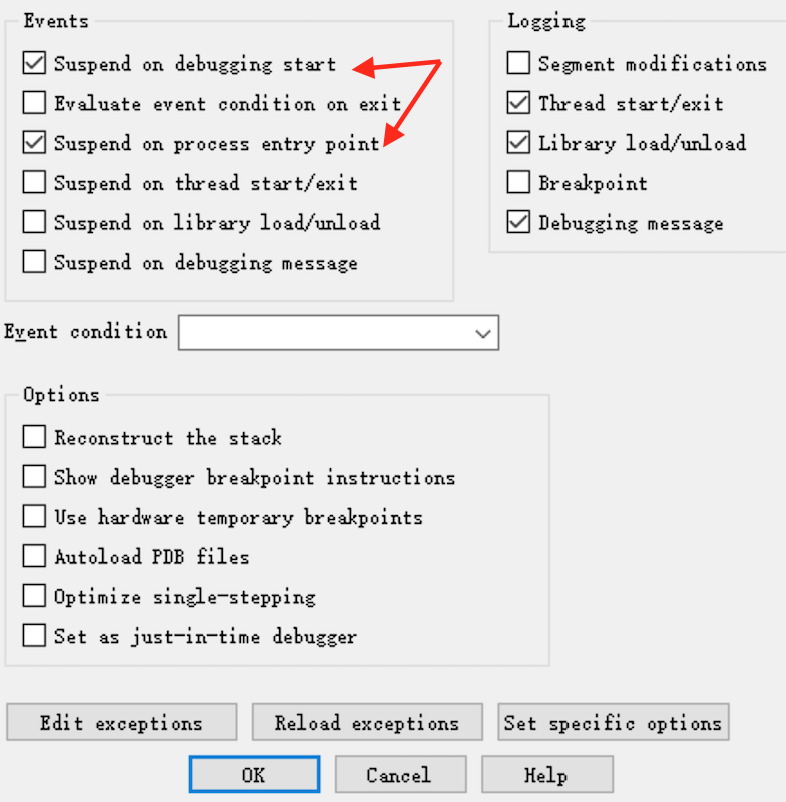 Events
Suspend on debugging start
Evaluate event condition on exit
Suspend on process entry point
Suspend on thread start/exit
Suspend on library load/unload
Suspend on debugging message
Logging
Segment modifications
Thread start/exit
Library load/unload
Breakpoint
Debugging message
Event condition
Options
Reconstruct the stack
Show debugger breakpoint instructions
Use hardware temporary breakpoints
Autoload PDB files
Optimize single-stepping
Set as just-in-time debugger
Edit exceptions
Reload exceptions
Set specific options
OK
Cancel
Help